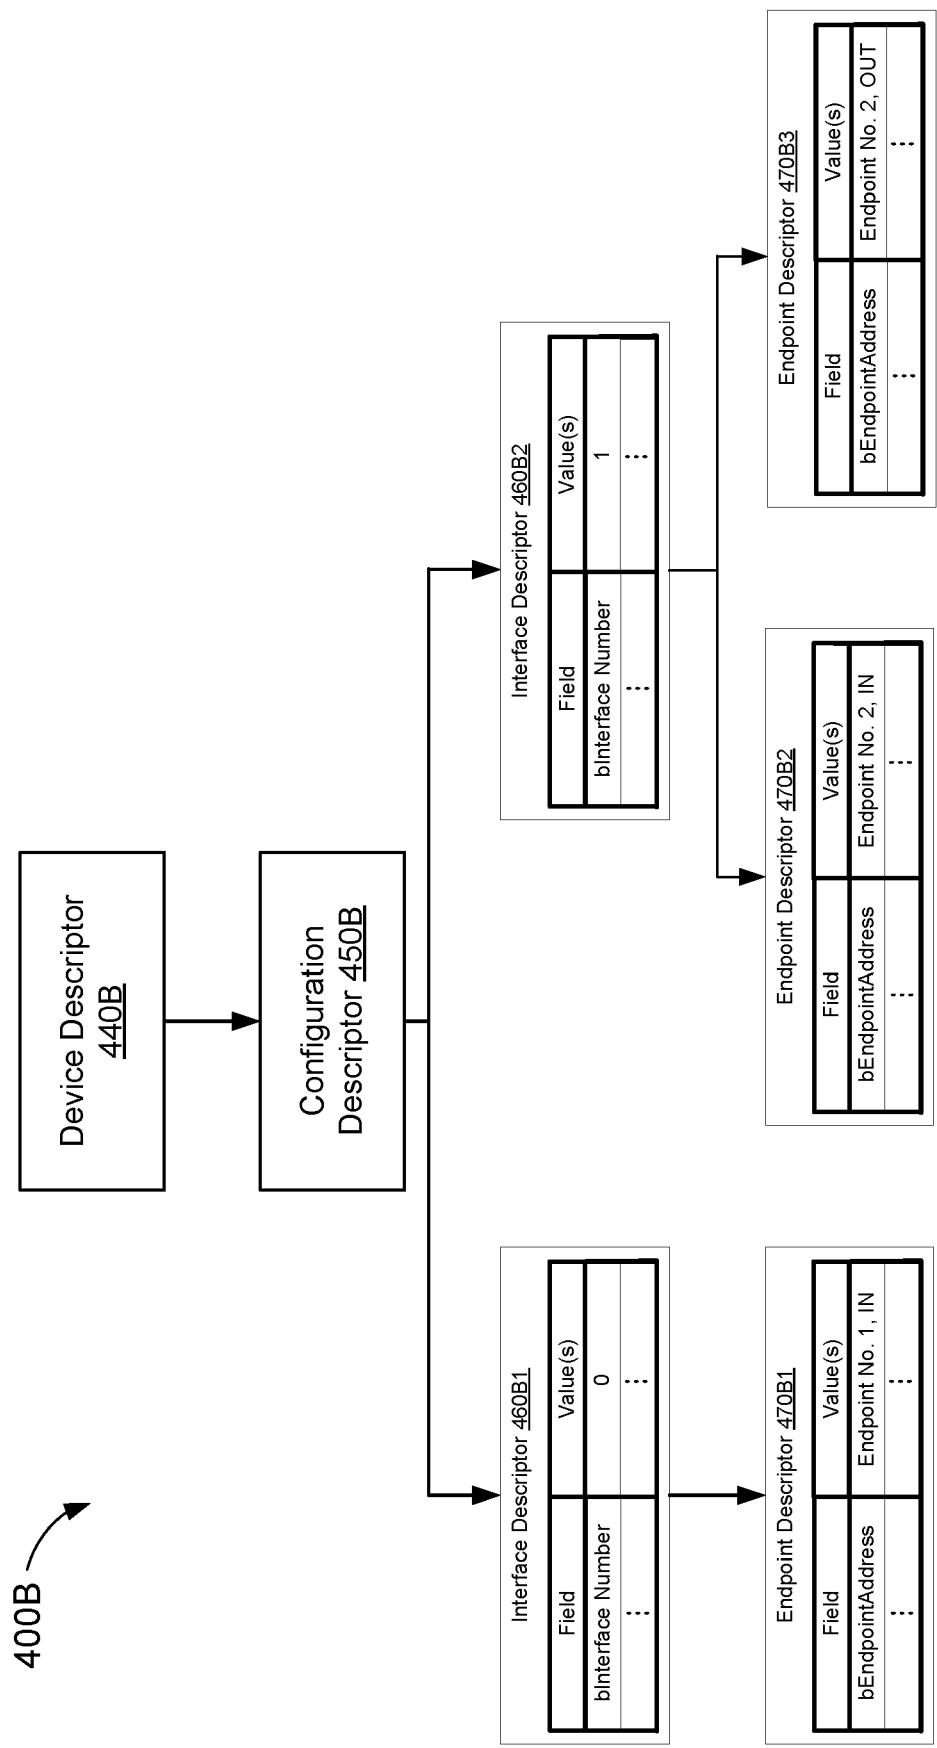 400B
Device Descriptor
440B
Configuration
Descriptor 450B
Interface Descriptor 460B1
Field Value(s)
bInterface Number 0
⋮ ⋮
Interface Descriptor 460B2
Field Value(s)
bInterface Number 1
⋮ ⋮
Endpoint Descriptor 470B1
Field Value(s)
bEndpointAddress Endpoint No. 1, IN
⋮ ⋮
Endpoint Descriptor 470B2
Field Value(s)
bEndpointAddress Endpoint No. 2, IN
⋮ ⋮
Endpoint Descriptor 470B3
Field Value(s)
bEndpointAddress Endpoint No. 2, OUT
⋮ ⋮